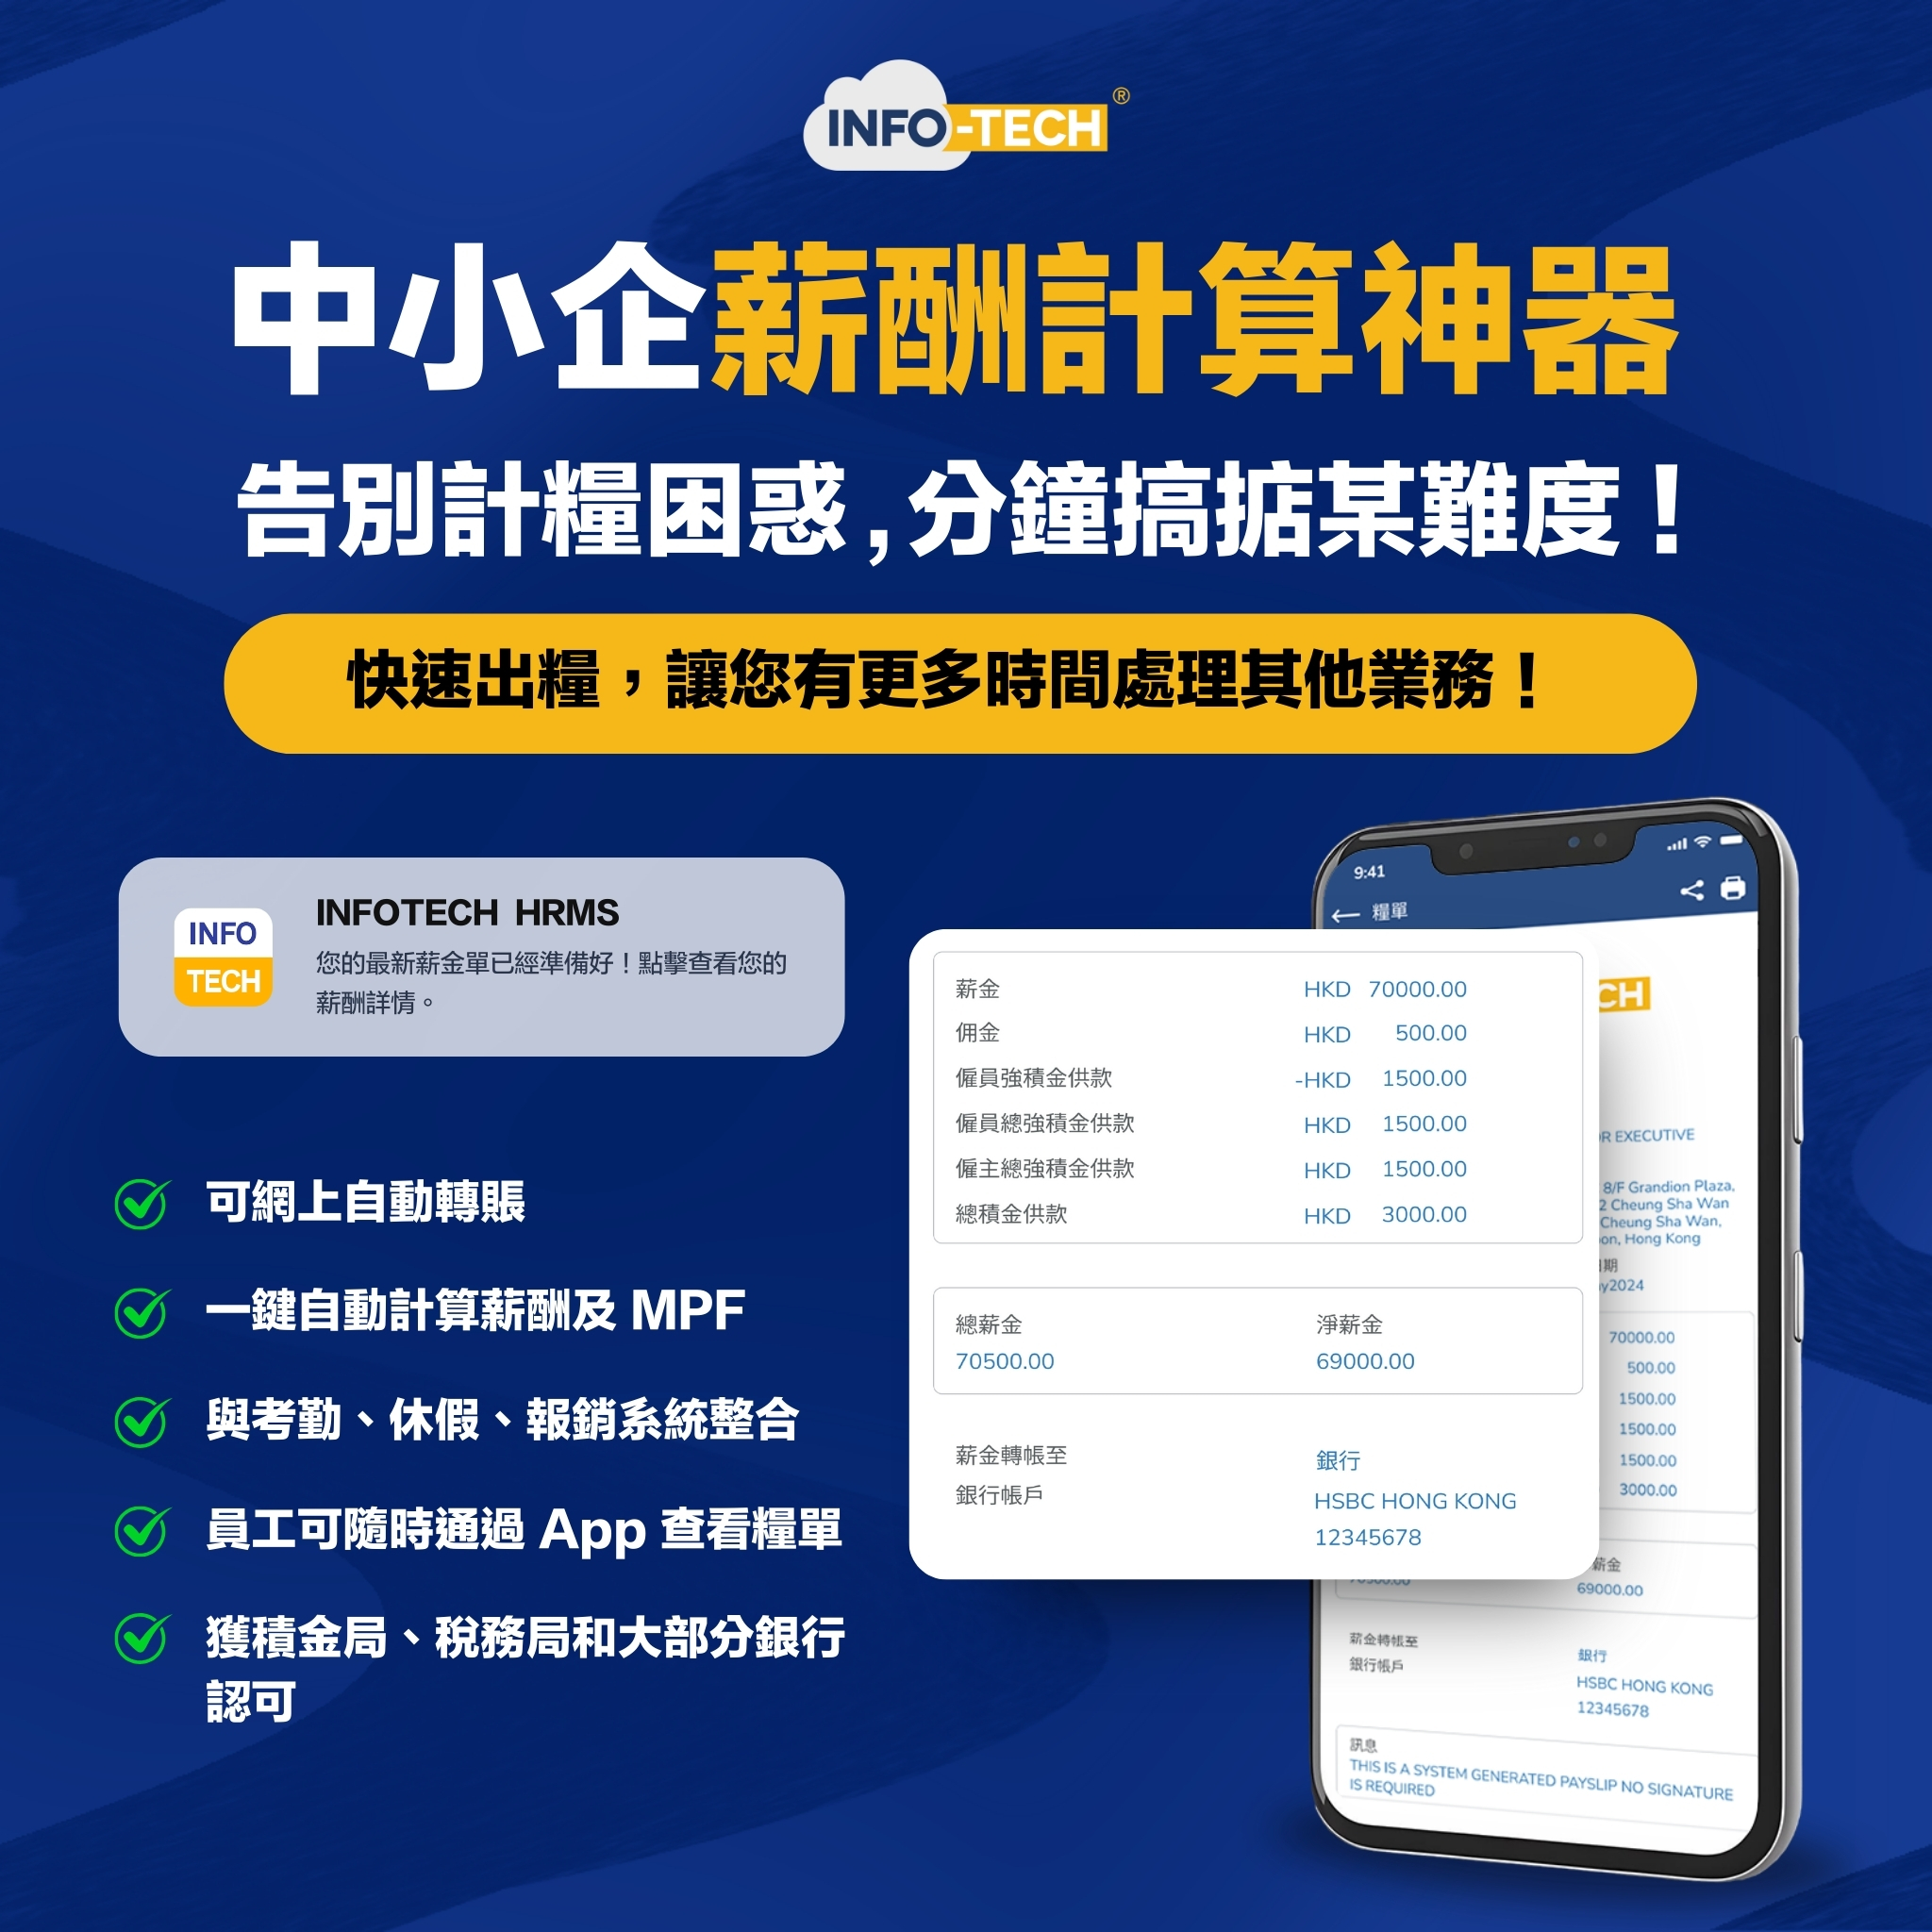 INFO-TECH®
中小企薪酬計算神器
告別計糧困惑,分鐘搞掂某難度!
快速出糧，讓您有更多時間處理其他業務！
INFO
TECH
INFOTECH HRMS
您的最新薪金單已經準備好！點擊查看您的
薪酬詳情。
可網上自動轉賬
一鍵自動計算薪酬及 MPF
與考勤、休假、報銷系統整合
員工可隨時通過 App 查看糧單
獲積金局、稅務局和大部分銀行
認可
薪金 HKD 70000.00
佣金 HKD 500.00
僱員強積金供款 -HKD 1500.00
僱員總強積金供款 HKD 1500.00
僱主總強積金供款 HKD 1500.00
總積金供款 HKD 3000.00
總薪金 淨薪金
70500.00 69000.00
薪金轉帳至 銀行
銀行帳戶 HSBC HONG KONG
12345678
9:41
糧單
CH
EXECUTIVE
8/F Grandion Plaza,
2 Cheung Sha Wan
Cheung Sha Wan,
Hong Kong
期
2024
70000.00
500.00
1500.00
1500.00
1500.00
3000.00
薪金
69000.00
薪金轉帳至 銀行
銀行帳戶 HSBC HONG KONG
12345678
訊息
THIS IS A SYSTEM GENERATED PAYSLIP NO SIGNATURE
IS REQUIRED